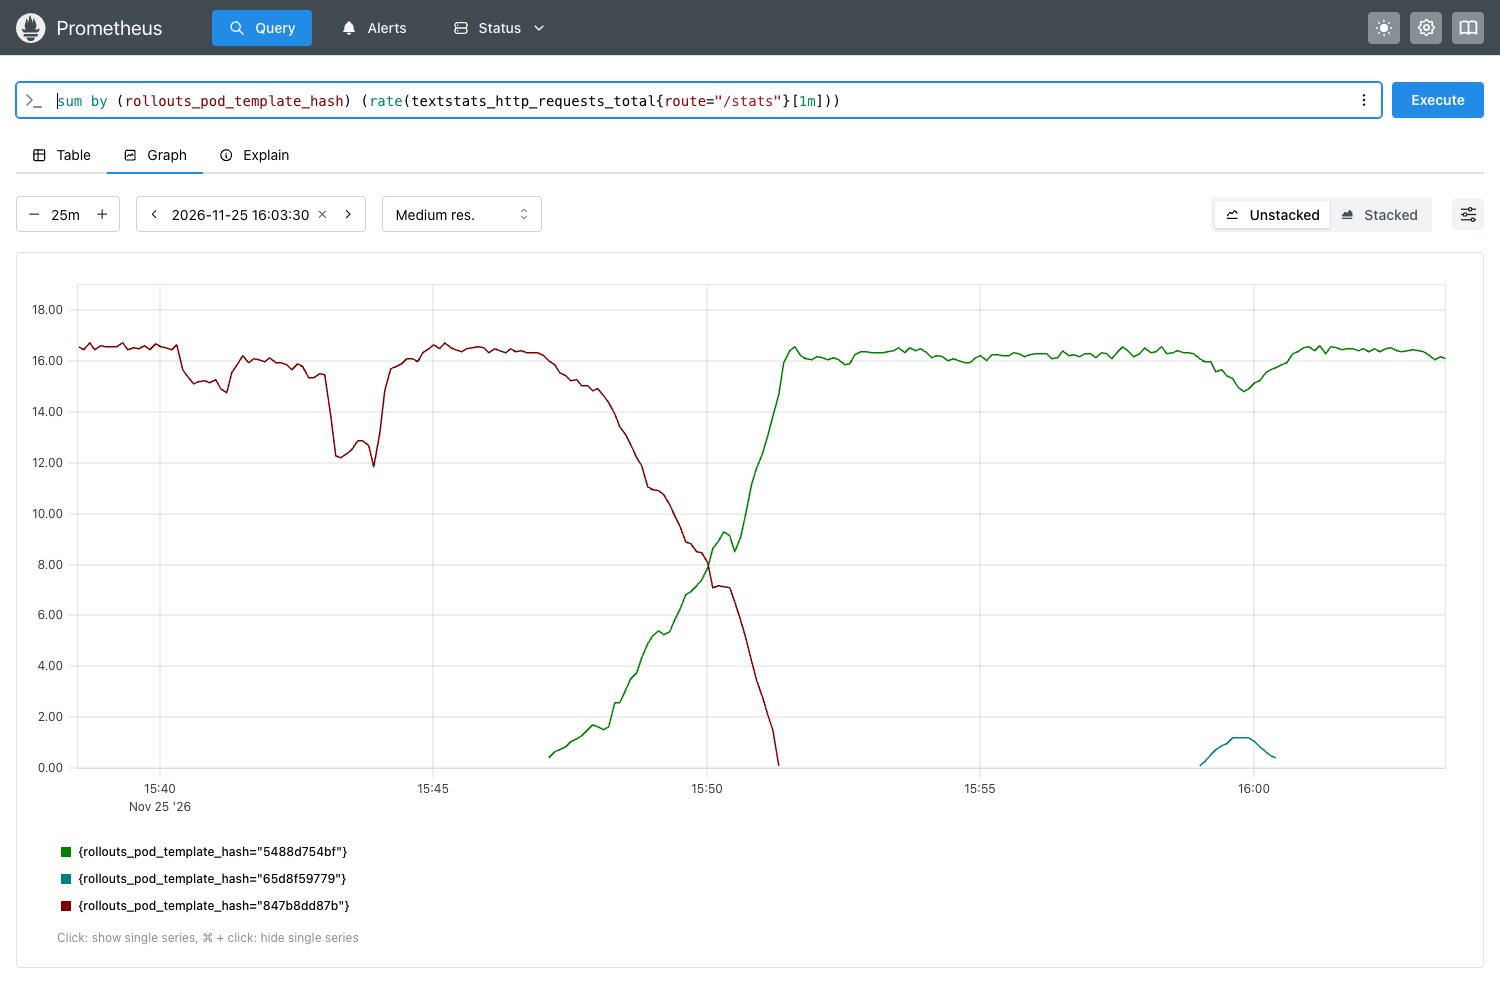 Prometheus
Query
Alerts
Status
sum by (rollouts_pod_template_hash) (rate(textstats_http_requests_total{route="/stats"}[1m]))
Execute
Table
Graph
Explain
25m
2026-11-25 16:03:30
Medium res.
Unstacked
Stacked
18.00
16.00
14.00
12.00
10.00
8.00
6.00
4.00
2.00
0.00
15:40
15:45
15:50
15:55
16:00
Nov 25 '26
{rollouts_pod_template_hash="5488d754bf"}
{rollouts_pod_template_hash="65d8f59779"}
{rollouts_pod_template_hash="847b8dd87b"}
Click: show single series, ⌘ + click: hide single series